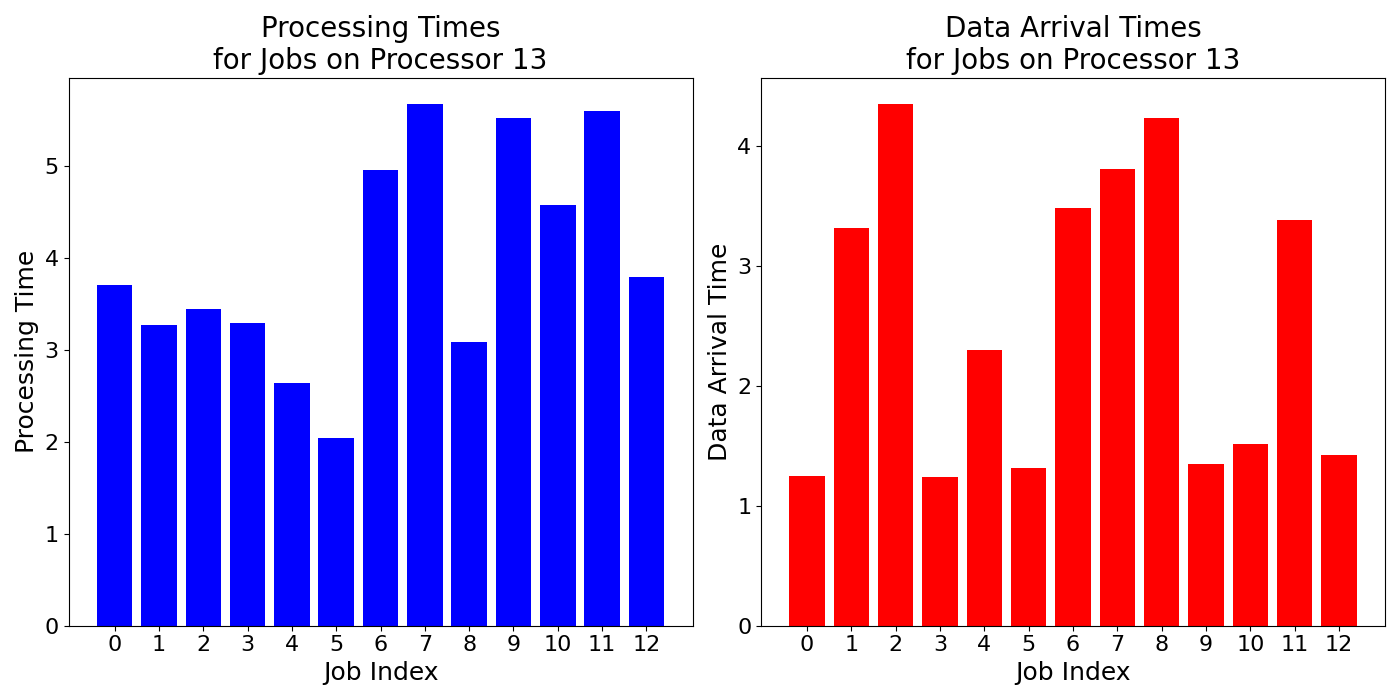 Processing Times
for Jobs on Processor 13
Processing Time
5
4
3
2
1
0
0 1 2 3 4 5 6 7 8 9 10 11 12
Job Index
Data Arrival Times
for Jobs on Processor 13
Data Arrival Time
4
3
2
1
0
0 1 2 3 4 5 6 7 8 9 10 11 12
Job Index